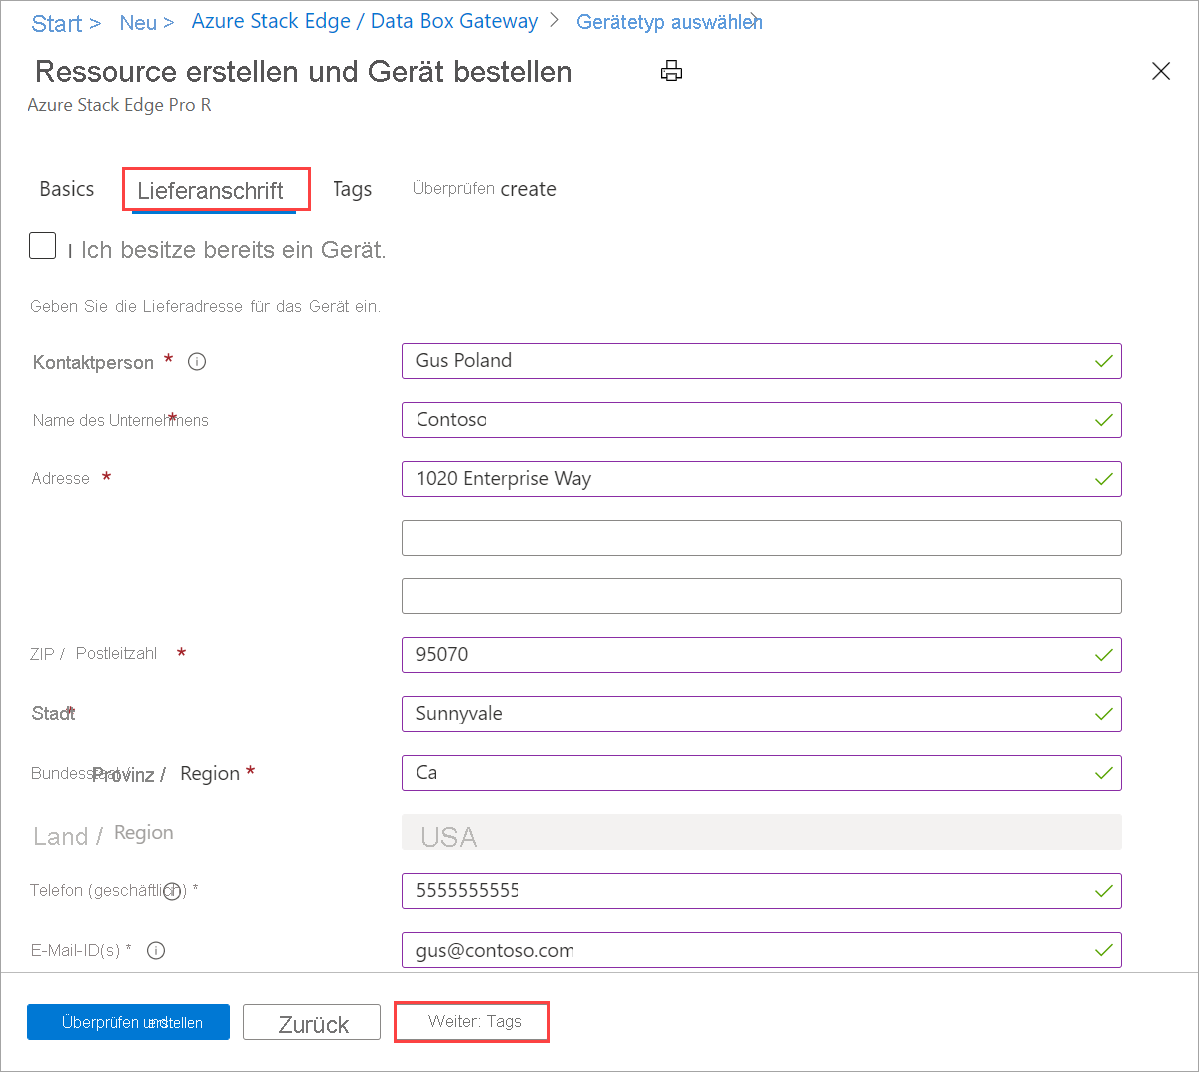 Start > Neu > Azure Stack Edge / Data Box Gateway > Gerätetyp auswählen
Ressource erstellen und Gerät bestellen
Azure Stack Edge Pro R
Basics Lieferanschrift Tags Überprüfen create
I Ich besitze bereits ein Gerät.
Geben Sie die Lieferadresse für das Gerät ein.
Kontaktperson * Gus Poland
Name des Unternehmens * Contoso
Adresse * 1020 Enterprise Way
ZIP / Postleitzahl * 95070
Stadt * Sunnyvale
Bundesstaat / Provinz / Region * Ca
Land / Region USA
Telefon (geschäftlich) * 5555555555
E-Mail-ID(s) * gus@contoso.com
Überprüfen und erstellen Zurück Weiter: Tags